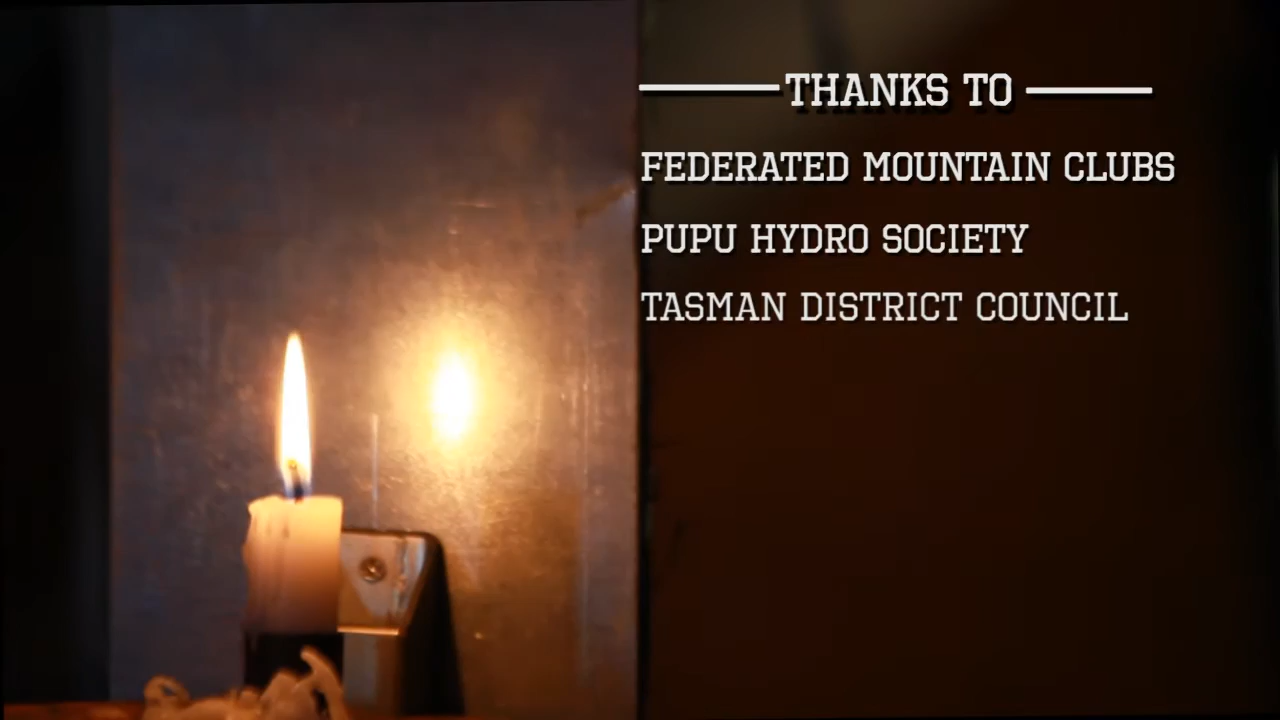 THANKS TO
FEDERATED MOUNTAIN CLUBS
PUPU HYDRO SOCIETY
TASMAN DISTRICT COUNCIL